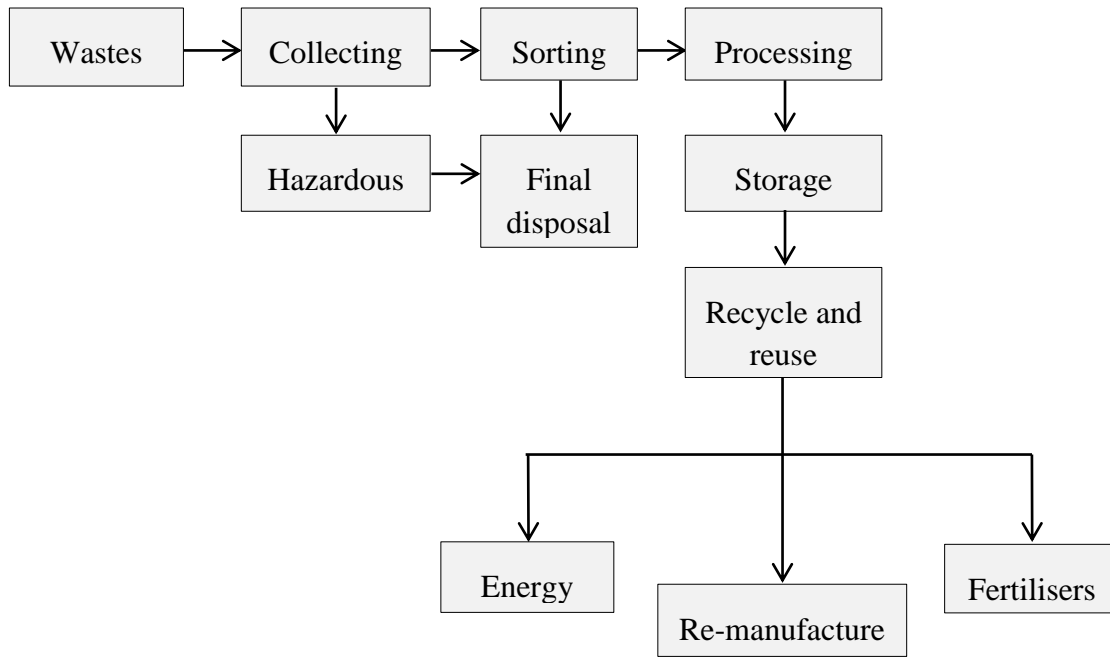 Wastes
Collecting
Sorting
Processing
Hazardous
Final
disposal
Storage
Recycle and
reuse
Energy
Re-manufacture
Fertilisers